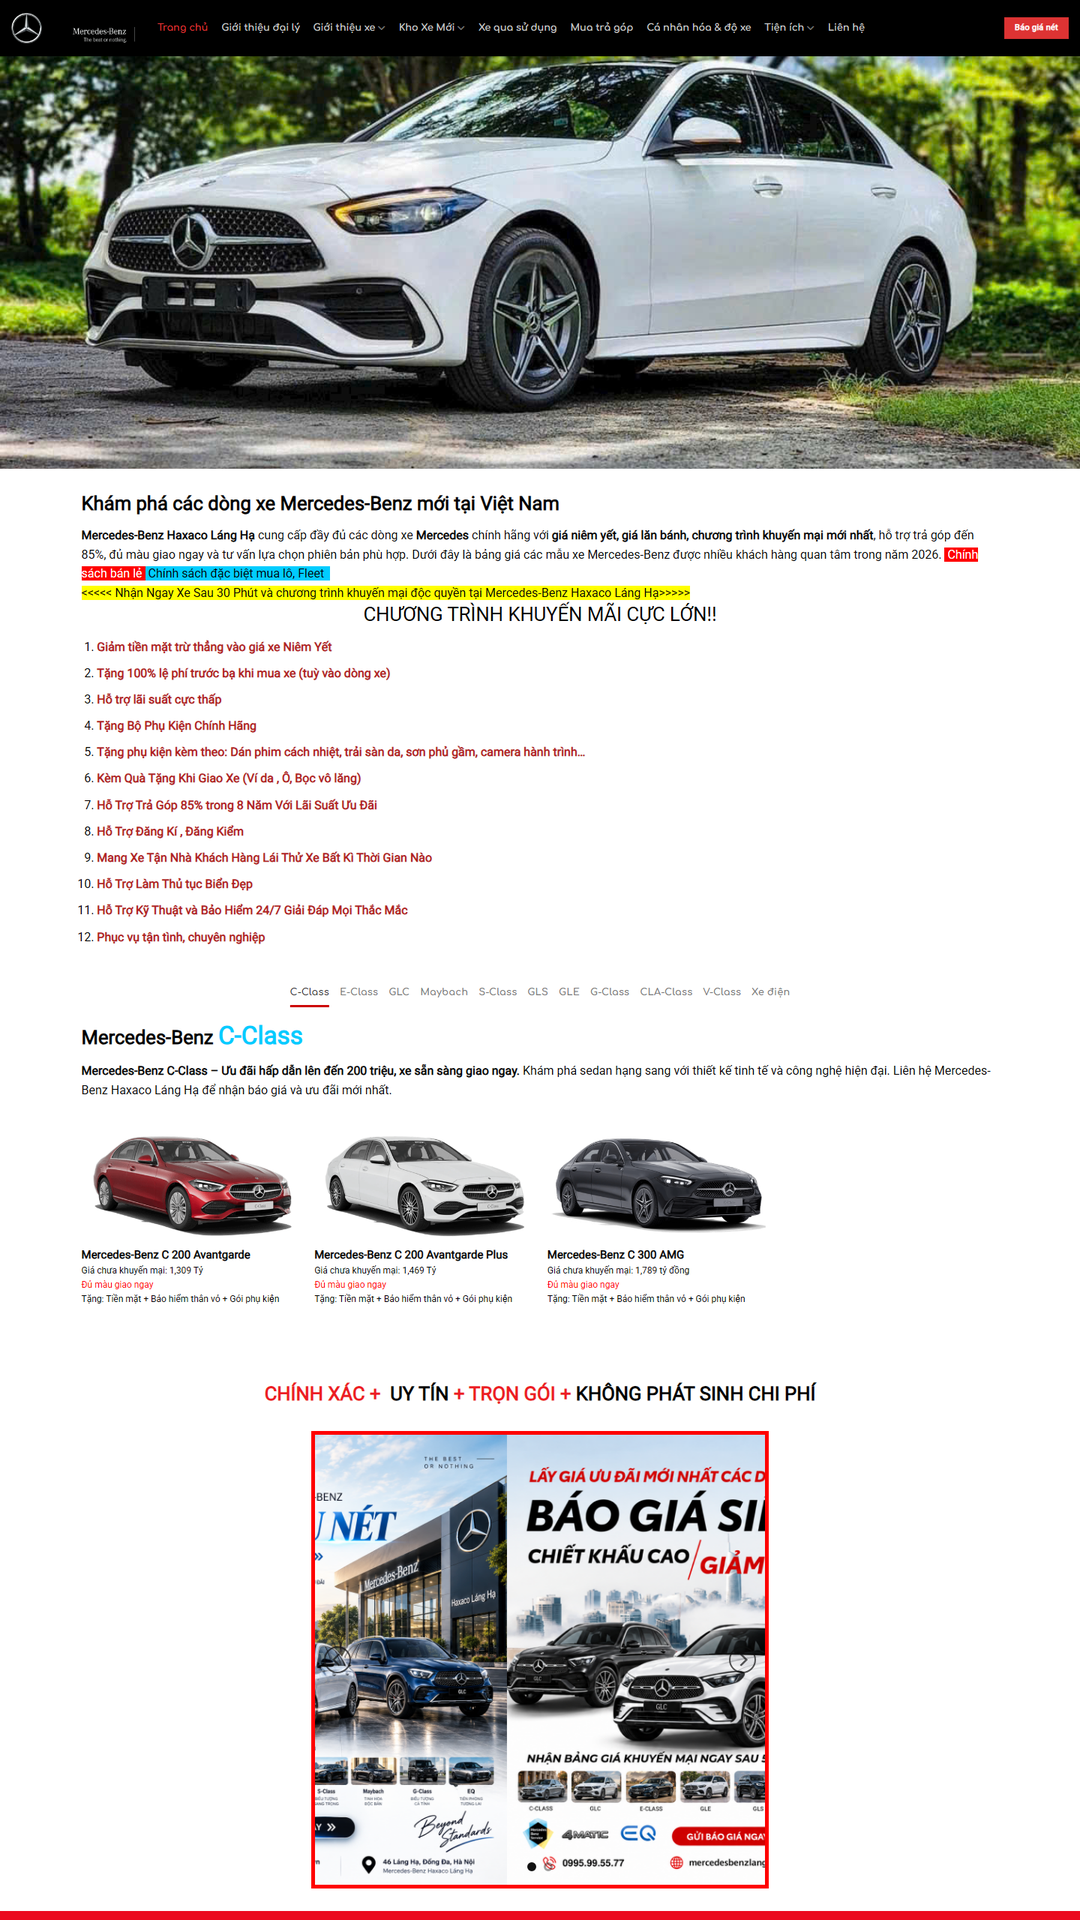 Mercedes-Benz
The best or nothing.
Trang chủ
Giới thiệu đại lý
Giới thiệu xe
Kho Xe Mới
Xe qua sử dụng
Mua trả góp
Cá nhân hóa & độ xe
Tiện ích
Liên hệ
Báo giá nét
Khám phá các dòng xe Mercedes-Benz mới tại Việt Nam
Mercedes-Benz Haxaco Láng Hạ cung cấp đầy đủ các dòng xe Mercedes chính hãng với giá niêm yết, giá lăn bánh, chương trình khuyến mại mới nhất, hỗ trợ trả góp đến
85%, đủ màu giao ngay và tư vấn lựa chọn phiên bản phù hợp. Dưới đây là bảng giá các mẫu xe Mercedes-Benz được nhiều khách hàng quan tâm trong năm 2026. Chính
sách bán lẻ Chính sách đặc biệt mua lô, Fleet
<<<<< Nhận Ngay Xe Sau 30 Phút và chương trình khuyến mại độc quyền tại Mercedes-Benz Haxaco Láng Hạ>>>>>
CHƯƠNG TRÌNH KHUYẾN MÃI CỰC LỚN!!
1. Giảm tiền mặt trừ thẳng vào giá xe Niêm Yết
2. Tặng 100% lệ phí trước bạ khi mua xe (tuỳ vào dòng xe)
3. Hỗ trợ lãi suất cực thấp
4. Tặng Bộ Phụ Kiện Chính Hãng
5. Tặng phụ kiện kèm theo: Dán phim cách nhiệt, trải sàn da, sơn phủ gầm, camera hành trình…
6. Kèm Quà Tặng Khi Giao Xe (Ví da , Ô, Bọc vô lăng)
7. Hỗ Trợ Trả Góp 85% trong 8 Năm Với Lãi Suất Ưu Đãi
8. Hỗ Trợ Đăng Kí , Đăng Kiểm
9. Mang Xe Tận Nhà Khách Hàng Lái Thử Xe Bất Kì Thời Gian Nào
10. Hỗ Trợ Làm Thủ tục Biển Đẹp
11. Hỗ Trợ Kỹ Thuật và Bảo Hiểm 24/7 Giải Đáp Mọi Thắc Mắc
12. Phục vụ tận tình, chuyên nghiệp
C-Class
E-Class
GLC
Maybach
S-Class
GLS
GLE
G-Class
CLA-Class
V-Class
Xe điện
Mercedes-Benz C-Class
Mercedes-Benz C-Class – Ưu đãi hấp dẫn lên đến 200 triệu, xe sẵn sàng giao ngay. Khám phá sedan hạng sang với thiết kế tinh tế và công nghệ hiện đại. Liên hệ Mercedes-
Benz Haxaco Láng Hạ để nhận báo giá và ưu đãi mới nhất.
Mercedes-Benz C 200 Avantgarde
Giá chưa khuyến mại: 1,309 Tỷ
Đủ màu giao ngay
Tặng: Tiền mặt + Bảo hiểm thân vỏ + Gói phụ kiện
Mercedes-Benz C 200 Avantgarde Plus
Giá chưa khuyến mại: 1,469 Tỷ
Đủ màu giao ngay
Tặng: Tiền mặt + Bảo hiểm thân vỏ + Gói phụ kiện
Mercedes-Benz C 300 AMG
Giá chưa khuyến mại: 1,789 tỷ đồng
Đủ màu giao ngay
Tặng: Tiền mặt + Bảo hiểm thân vỏ + Gói phụ kiện
CHÍNH XÁC + UY TÍN + TRỌN GÓI + KHÔNG PHÁT SINH CHI PHÍ
THE BEST
OR NOTHING
-BENZ
NÉT
Mercedes-Benz
Haxaco Láng Hạ
GLC
S-Class
Maybach
G-Class
EQ
Beyond
Standards
46 Láng Hạ, Đống Đa, Hà Nội
Mercedes-Benz Haxaco Láng Hạ
LẤY GIÁ ƯU ĐÃI MỚI NHẤT CÁC D
BÁO GIÁ SI
CHIẾT KHẤU CAO
GIẢM
GLC
GLC
NHẬN BẢNG GIÁ KHUYẾN MẠI NGAY SAU 5
C-CLASS
GLC
E-CLASS
GLE
GLS
4MATIC
EQ
GỬI BÁO GIÁ NGAY
0995.99.55.77
mercedesbenzlang